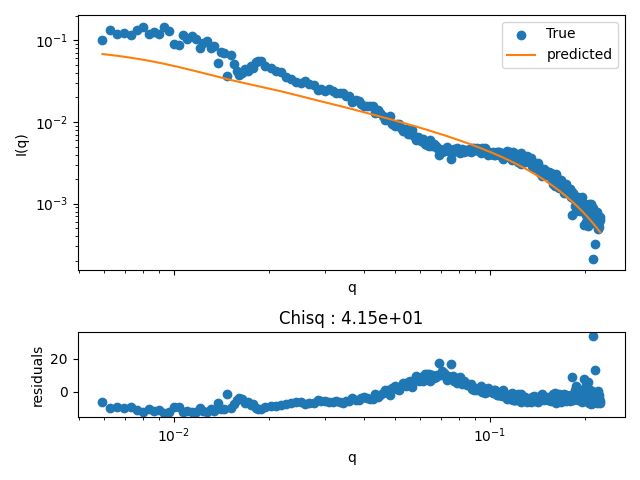 10⁻¹
10⁻²
10⁻³
I(q)
True
predicted
q
Chisq : 4.15e+01
20
0
residuals
10⁻²
10⁻¹
q